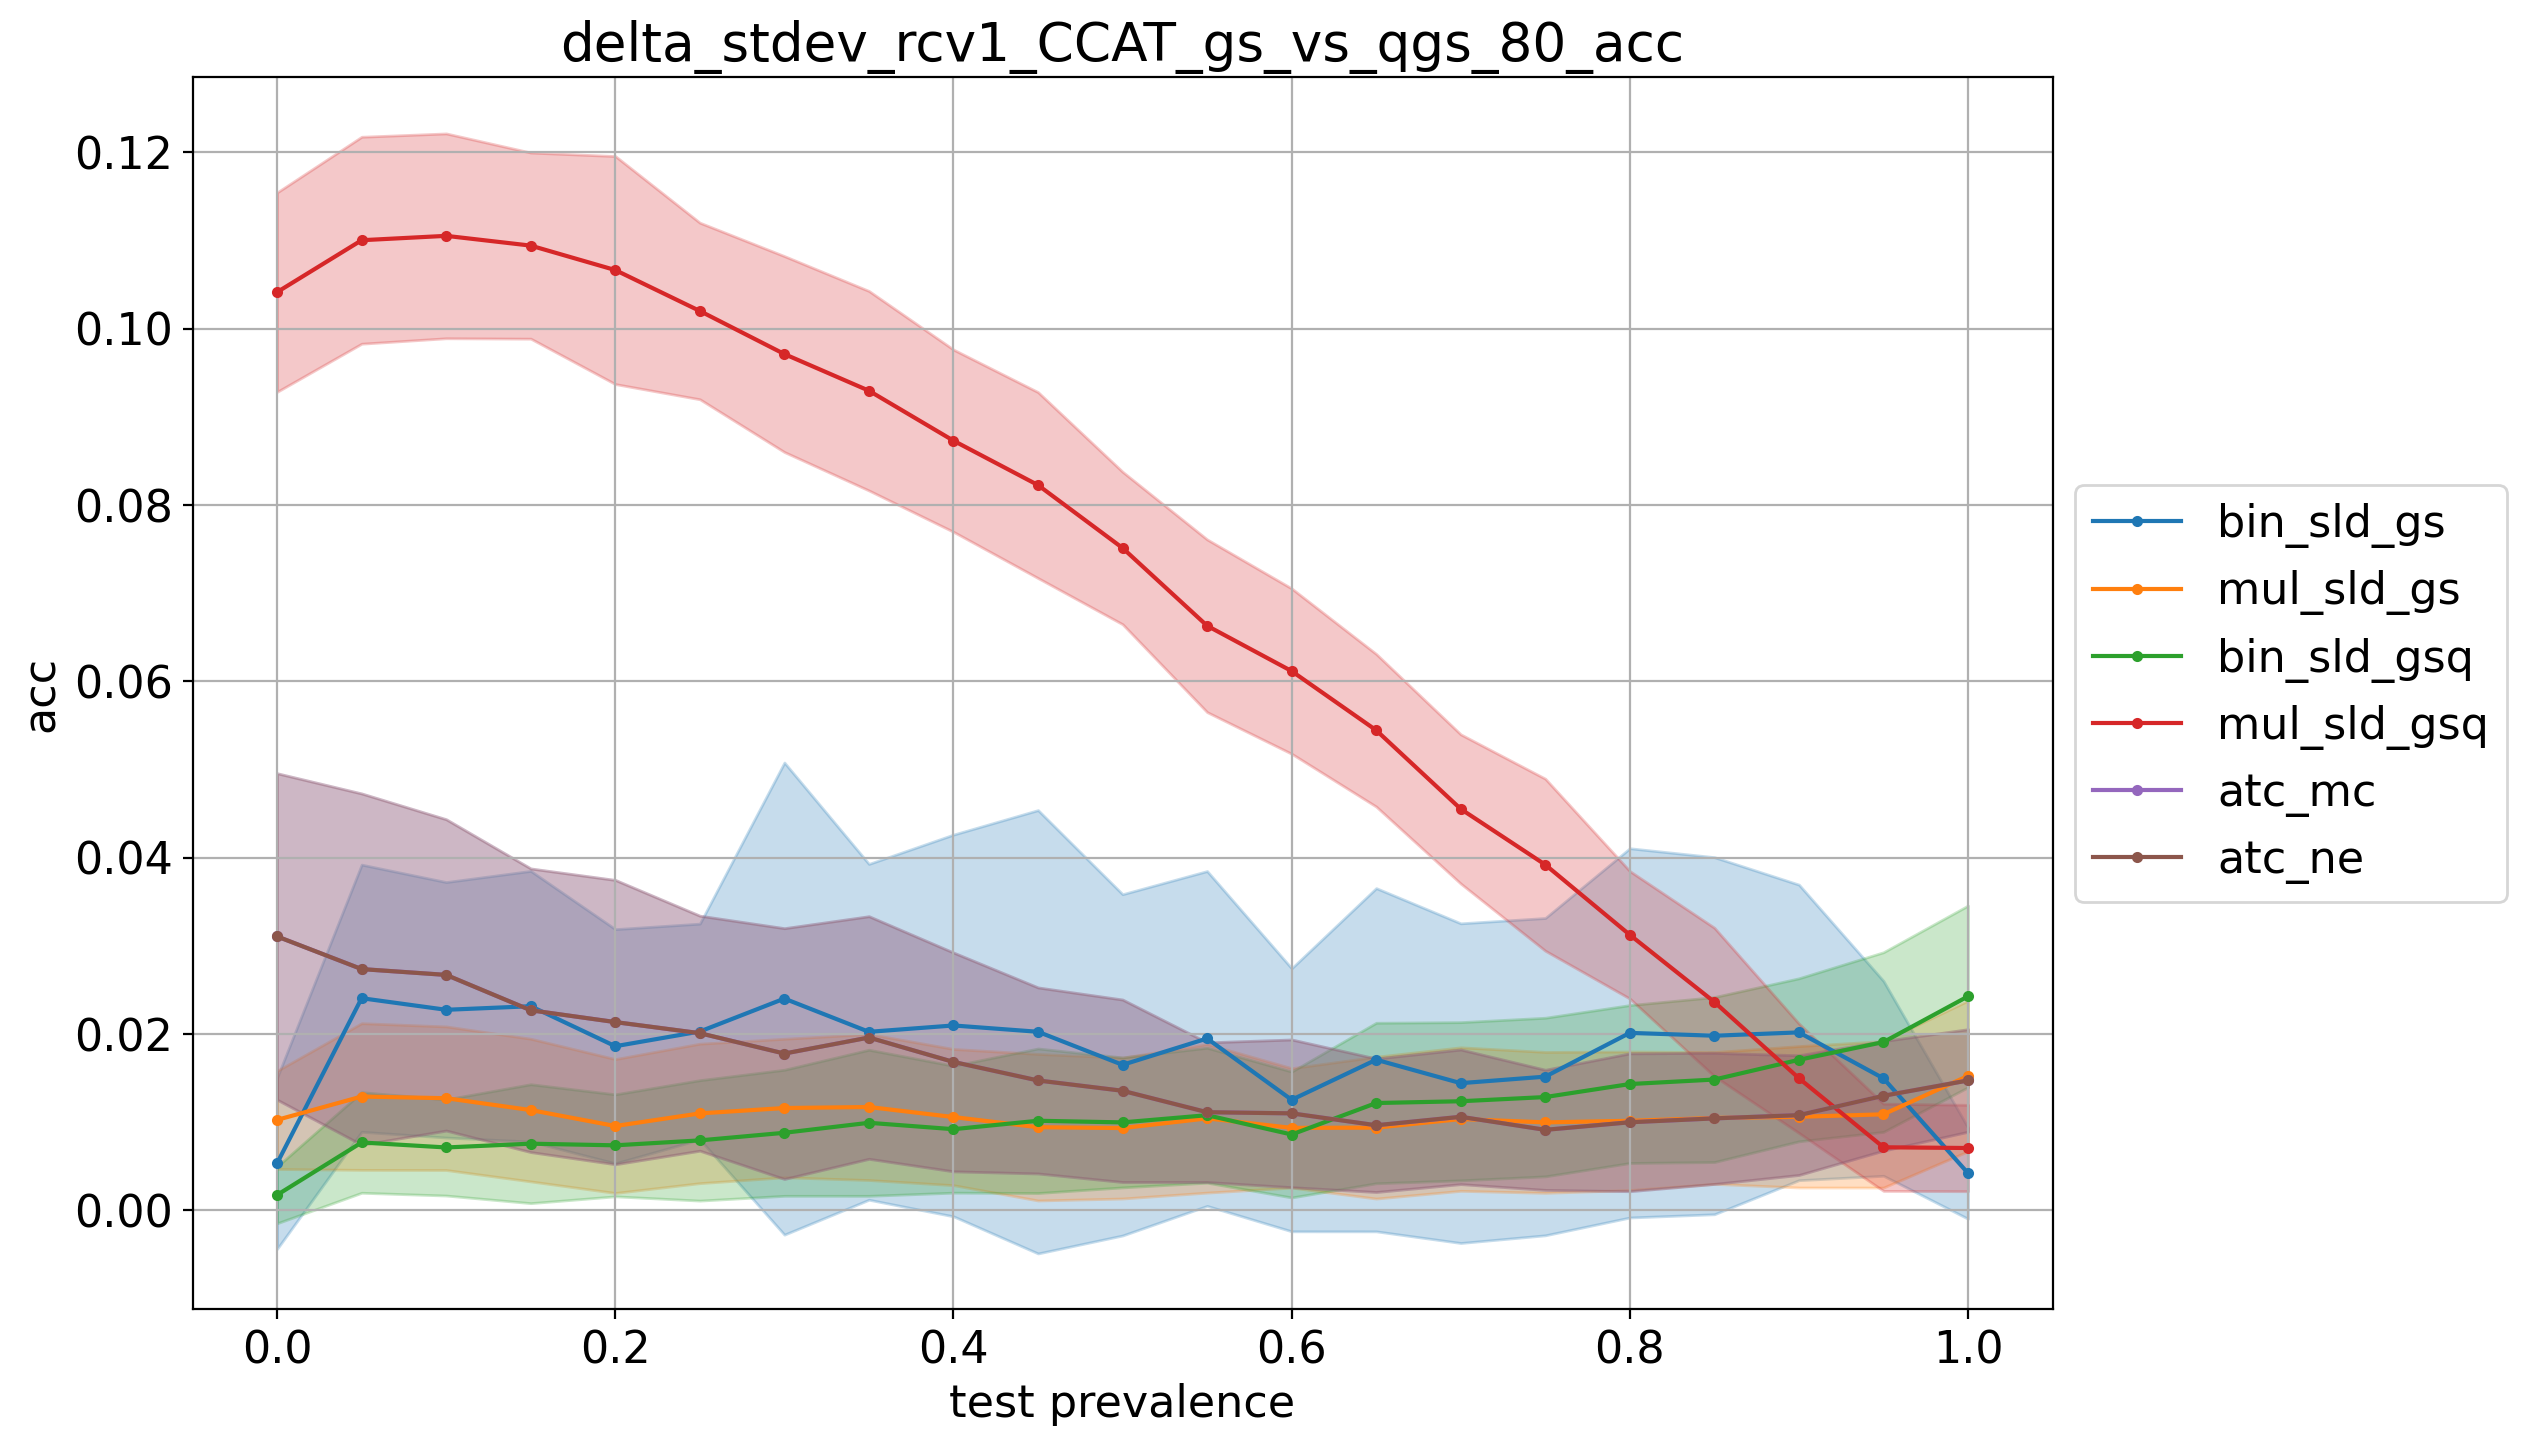 delta_stdev_rcv1_CCAT_gs_vs_qgs_80_acc
0.12
0.10
0.08
0.06
0.04
0.02
0.00
acc
0.0 0.2 0.4 0.6 0.8 1.0
test prevalence
bin_sld_gs
mul_sld_gs
bin_sld_gsq
mul_sld_gsq
atc_mc
atc_ne